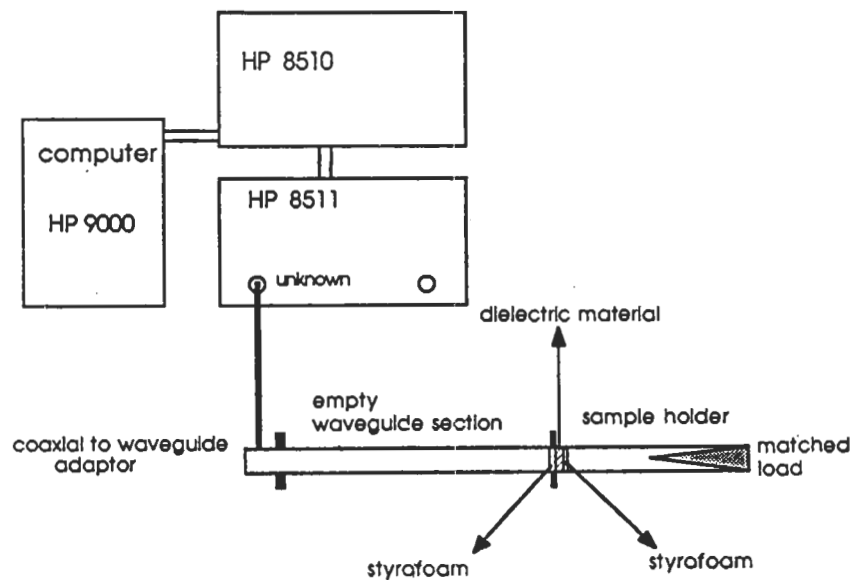 HP 8510
computer
HP 9000
HP 8511
unknown
dielectric material
empty
waveguide section
sample holder
coaxial to waveguide
adaptor
matched
load
styrafoam
styrafoam